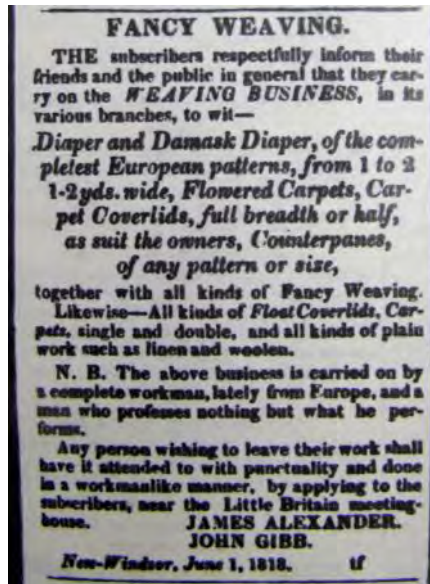 FANCY WEAVING.
THE subscribers respectfully inform their
friends and the public in general that they car-
ry on the WEAVING BUSINESS, in its
various branches, to wit—
Diaper and Damask Diaper, of the com-
pletest European patterns, from 1 to 2
1-2 yds. wide, Flowered Carpets, Car-
pet Coverlids, full breadth or half,
as suit the owners, Counterpanes,
of any pattern or size,
together with all kinds of Fancy Weaving.
Likewise—All kinds of Float Coverlids, Car-
pets, single and double, and all kinds of plain
work such as linen and woolen.
N. B. The above business is carried on by
a complete workman, lately from Europe, and a
man who professes nothing but what he per-
forms.
Any person wishing to leave their work shall
have it attended to with punctuality and done
in a workmanlike manner, by applying to the
subscribers, near the Little Britain meeting-
house. JAMES ALEXANDER.
JOHN GIBB.
New-Windsor, June 1, 1818. tf